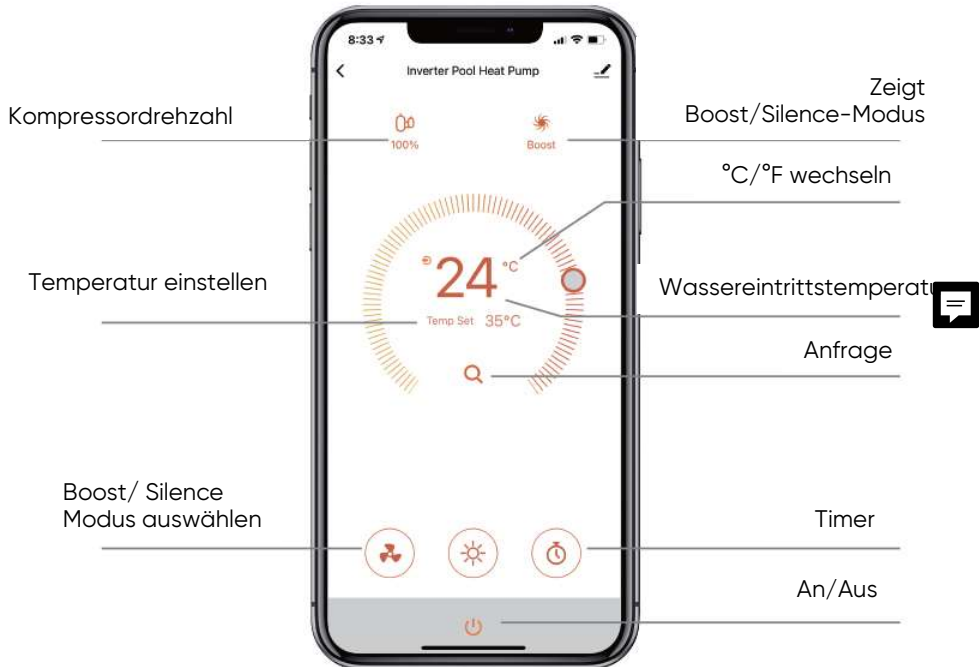 8:33
Inverter Pool Heat Pump
Zeigt
Boost/Silence-Modus
Kompressordrehzahl
100%
Boost
°C/°F wechseln
24 °C
Temperatur einstellen
Wassereintrittstemperatu
Temp Set 35°C
Anfrage
Boost/ Silence
Modus auswählen
Timer
An/Aus